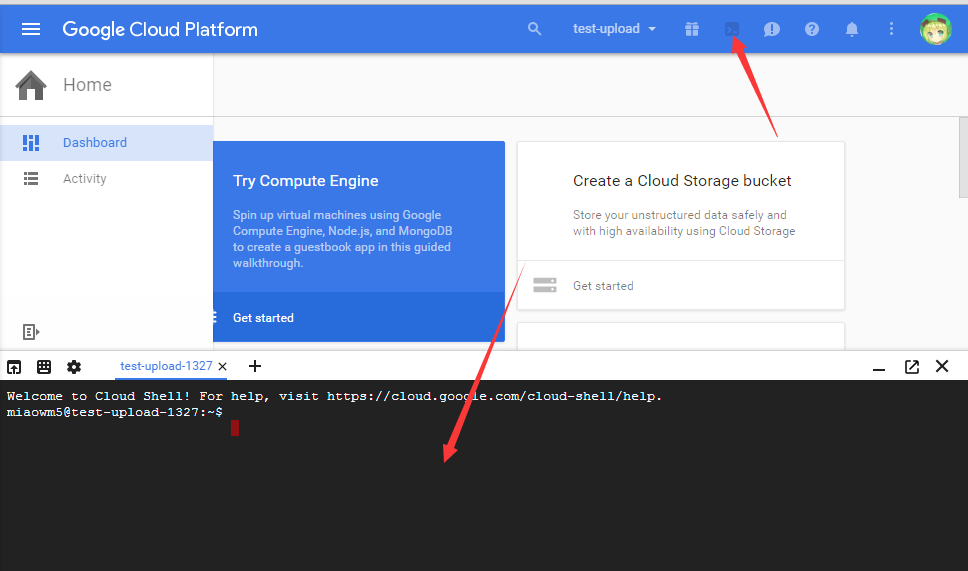 Google Cloud Platform
test-upload
Home
Dashboard
Activity
Try Compute Engine
Spin up virtual machines using Google
Compute Engine, Node.js, and MongoDB
to create a guestbook app in this guided
walkthrough.
Get started
Create a Cloud Storage bucket
Store your unstructured data safely and
with high availability using Cloud Storage
Get started
test-upload-1327
Welcome to Cloud Shell! For help, visit https://cloud.google.com/cloud-shell/help.
miaowm5@test-upload-1327:~$